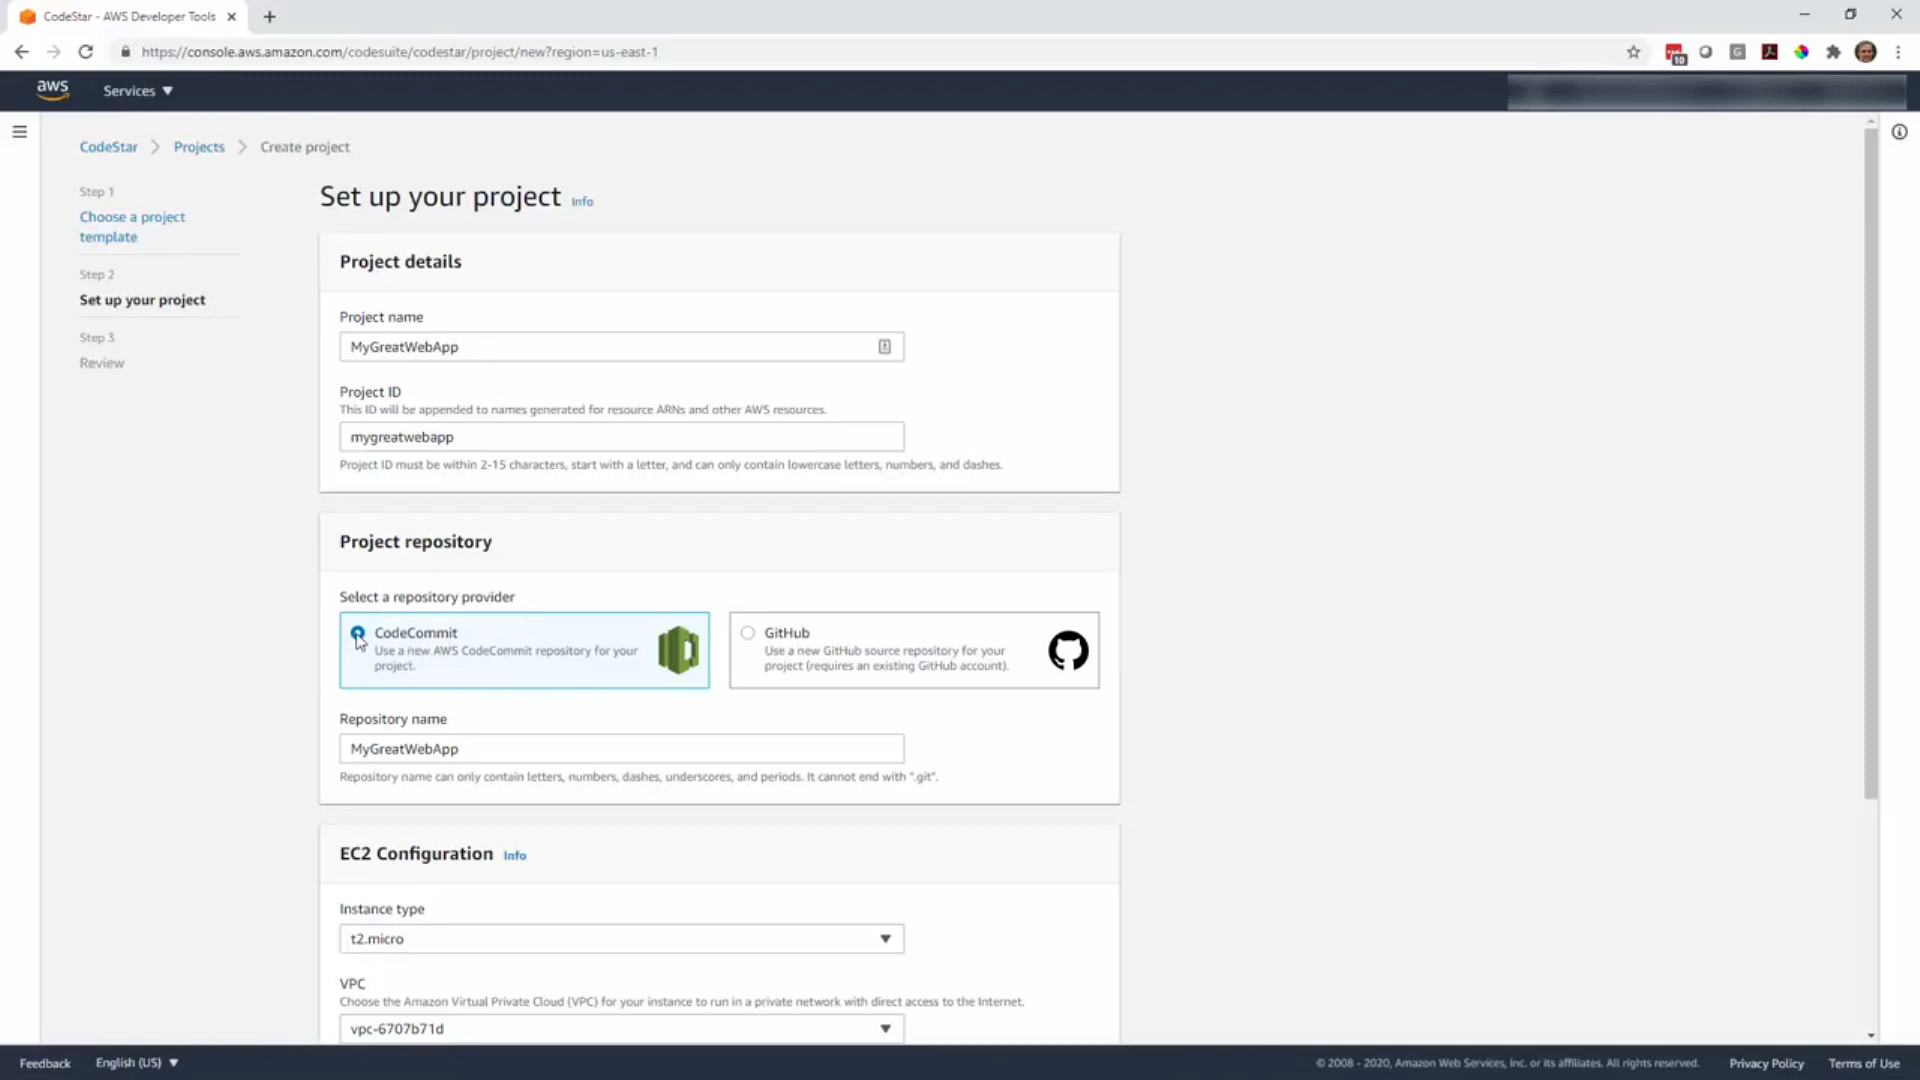 CodeStar - AWS Developer Tools
https://console.aws.amazon.com/codesuite/codestar/project/new?region=us-east-1
10
aws
Services
CodeStar
Projects
Create project
Step 1
Choose a project
template
Step 2
Set up your project
Step 3
Review
Set up your project Info
Project details
Project name
MyGreatWebApp
Project ID
This ID will be appended to names generated for resource ARNs and other AWS resources.
mygreatwebapp
Project ID must be within 2-15 characters, start with a letter, and can only contain lowercase letters, numbers, and dashes.
Project repository
Select a repository provider
CodeCommit
Use a new AWS CodeCommit repository for your
project.
GitHub
Use a new GitHub source repository for your
project (requires an existing GitHub account).
Repository name
MyGreatWebApp
Repository name can only contain letters, numbers, dashes, underscores, and periods. It cannot end with ".git".
EC2 Configuration Info
Instance type
t2.micro
VPC
Choose the Amazon Virtual Private Cloud (VPC) for your instance to run in a private network with direct access to the Internet.
vpc-6707b71d
Feedback
English (US)
© 2008 - 2020, Amazon Web Services, Inc. or its affiliates. All rights reserved.
Privacy Policy
Terms of Use